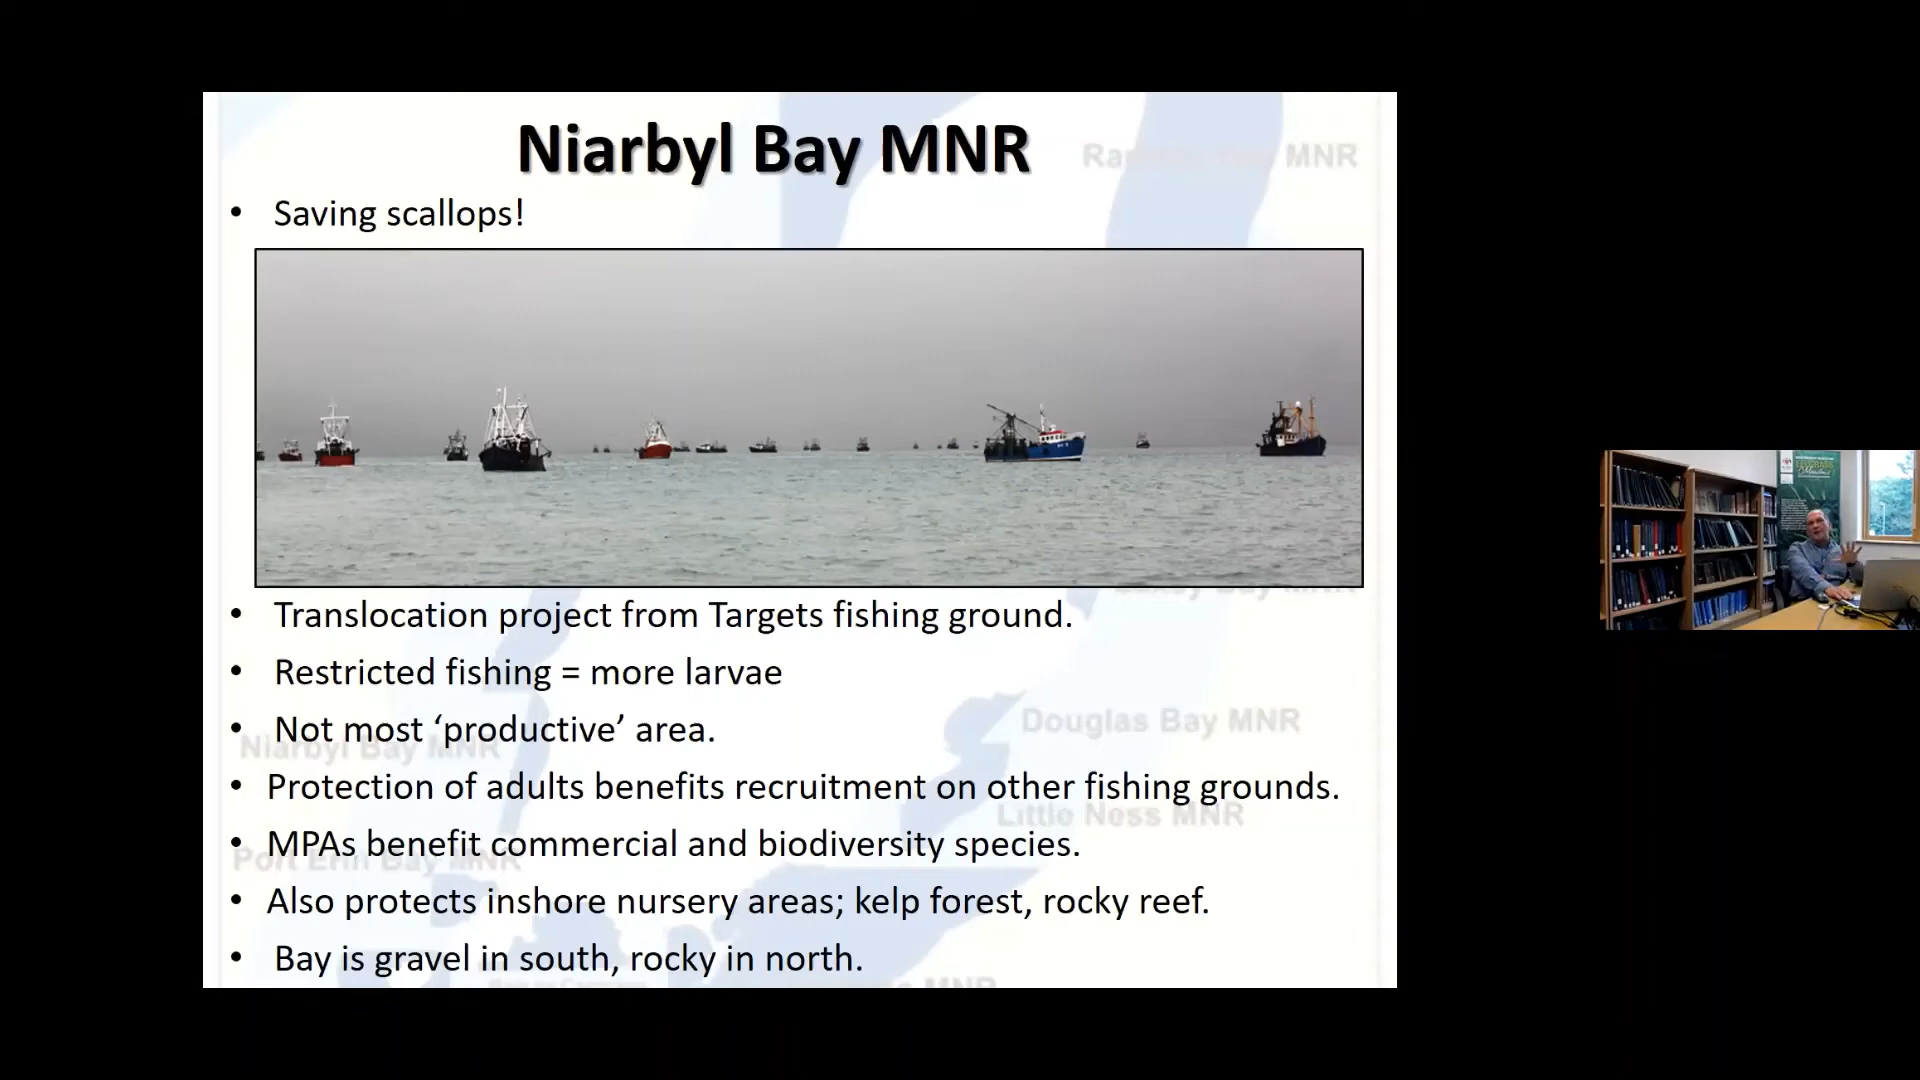 Niarbyl Bay MNR
Ramsey Bay MNR
• Saving scallops!
• Translocation project from Targets fishing ground.
• Restricted fishing = more larvae
• Not most ‘productive’ area.
Douglas Bay MNR
Niarbyl Bay MNR
• Protection of adults benefits recruitment on other fishing grounds.
Little Ness MNR
• MPAs benefit commercial and biodiversity species.
Port Erin Bay MNR
• Also protects inshore nursery areas; kelp forest, rocky reef.
• Bay is gravel in south, rocky in north.
MNR